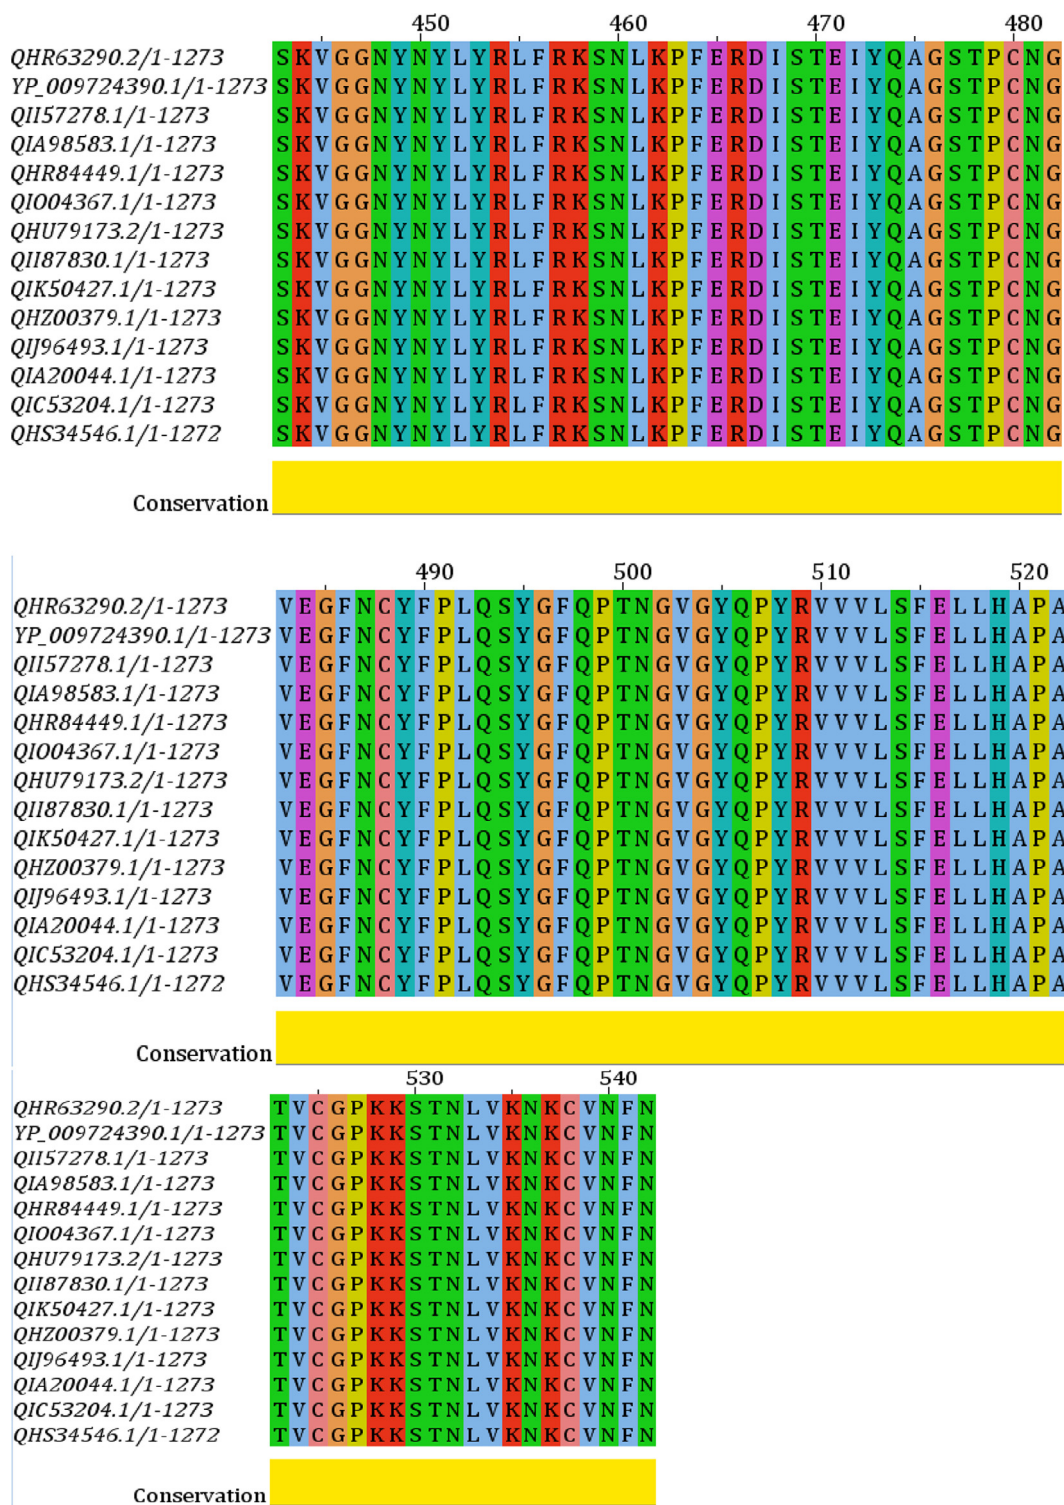 450 460 470 480
QHR63290.2/1-1273 SKVGGNYNYLYRLFRKSNLKPFERDISTEIYQAGSTPCNG
YP_009724390.1/1-1273 SKVGGNYNYLYRLFRKSNLKPFERDISTEIYQAGSTPCNG
QII57278.1/1-1273 SKVGGNYNYLYRLFRKSNLKPFERDISTEIYQAGSTPCNG
QIA98583.1/1-1273 SKVGGNYNYLYRLFRKSNLKPFERDISTEIYQAGSTPCNG
QHR84449.1/1-1273 SKVGGNYNYLYRLFRKSNLKPFERDISTEIYQAGSTPCNG
QIO04367.1/1-1273 SKVGGNYNYLYRLFRKSNLKPFERDISTEIYQAGSTPCNG
QHU79173.2/1-1273 SKVGGNYNYLYRLFRKSNLKPFERDISTEIYQAGSTPCNG
QII87830.1/1-1273 SKVGGNYNYLYRLFRKSNLKPFERDISTEIYQAGSTPCNG
QIK50427.1/1-1273 SKVGGNYNYLYRLFRKSNLKPFERDISTEIYQAGSTPCNG
QHZ00379.1/1-1273 SKVGGNYNYLYRLFRKSNLKPFERDISTEIYQAGSTPCNG
QIJ96493.1/1-1273 SKVGGNYNYLYRLFRKSNLKPFERDISTEIYQAGSTPCNG
QIA20044.1/1-1273 SKVGGNYNYLYRLFRKSNLKPFERDISTEIYQAGSTPCNG
QIC53204.1/1-1273 SKVGGNYNYLYRLFRKSNLKPFERDISTEIYQAGSTPCNG
QHS34546.1/1-1272 SKVGGNYNYLYRLFRKSNLKPFERDISTEIYQAGSTPCNG
Conservation
490 500 510 520
QHR63290.2/1-1273 VEGFNCYFPLQSYGFQPTNGVGYQPYRVVVLSFELLHAPA
YP_009724390.1/1-1273 VEGFNCYFPLQSYGFQPTNGVGYQPYRVVVLSFELLHAPA
QII57278.1/1-1273 VEGFNCYFPLQSYGFQPTNGVGYQPYRVVVLSFELLHAPA
QIA98583.1/1-1273 VEGFNCYFPLQSYGFQPTNGVGYQPYRVVVLSFELLHAPA
QHR84449.1/1-1273 VEGFNCYFPLQSYGFQPTNGVGYQPYRVVVLSFELLHAPA
QIO04367.1/1-1273 VEGFNCYFPLQSYGFQPTNGVGYQPYRVVVLSFELLHAPA
QHU79173.2/1-1273 VEGFNCYFPLQSYGFQPTNGVGYQPYRVVVLSFELLHAPA
QII87830.1/1-1273 VEGFNCYFPLQSYGFQPTNGVGYQPYRVVVLSFELLHAPA
QIK50427.1/1-1273 VEGFNCYFPLQSYGFQPTNGVGYQPYRVVVLSFELLHAPA
QHZ00379.1/1-1273 VEGFNCYFPLQSYGFQPTNGVGYQPYRVVVLSFELLHAPA
QIJ96493.1/1-1273 VEGFNCYFPLQSYGFQPTNGVGYQPYRVVVLSFELLHAPA
QIA20044.1/1-1273 VEGFNCYFPLQSYGFQPTNGVGYQPYRVVVLSFELLHAPA
QIC53204.1/1-1273 VEGFNCYFPLQSYGFQPTNGVGYQPYRVVVLSFELLHAPA
QHS34546.1/1-1272 VEGFNCYFPLQSYGFQPTNGVGYQPYRVVVLSFELLHAPA
Conservation
530 540
QHR63290.2/1-1273 TVCGPKKSTNLVKNKCVNFN
YP_009724390.1/1-1273 TVCGPKKSTNLVKNKCVNFN
QII57278.1/1-1273 TVCGPKKSTNLVKNKCVNFN
QIA98583.1/1-1273 TVCGPKKSTNLVKNKCVNFN
QHR84449.1/1-1273 TVCGPKKSTNLVKNKCVNFN
QIO04367.1/1-1273 TVCGPKKSTNLVKNKCVNFN
QHU79173.2/1-1273 TVCGPKKSTNLVKNKCVNFN
QII87830.1/1-1273 TVCGPKKSTNLVKNKCVNFN
QIK50427.1/1-1273 TVCGPKKSTNLVKNKCVNFN
QHZ00379.1/1-1273 TVCGPKKSTNLVKNKCVNFN
QIJ96493.1/1-1273 TVCGPKKSTNLVKNKCVNFN
QIA20044.1/1-1273 TVCGPKKSTNLVKNKCVNFN
QIC53204.1/1-1273 TVCGPKKSTNLVKNKCVNFN
QHS34546.1/1-1272 TVCGPKKSTNLVKNKCVNFN
Conservation